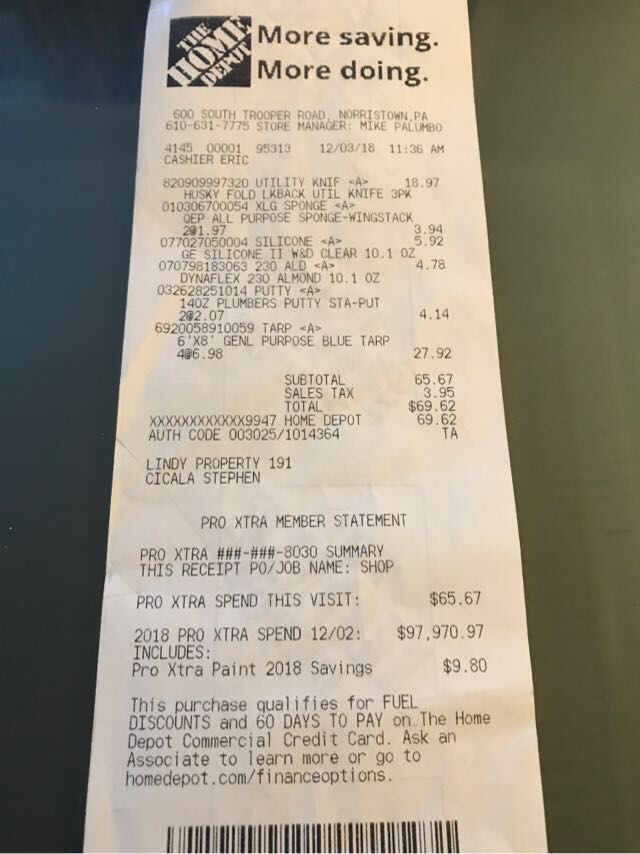 THE
HOME
DEPOT
More saving.
More doing.
600 SOUTH TROOPER ROAD, NORRISTOWN,PA
610-631-7775 STORE MANAGER: MIKE PALUMBO
4145 00001 95313 12/03/18 11:36 AM
CASHIER ERIC
820909997320 UTILITY KNIF <A> 18.97
HUSKY FOLD LKBACK UTIL KNIFE 3PK
010306700054 XLG SPONGE <A>
QEP ALL PURPOSE SPONGE-WINGSTACK
2@1.97 3.94
077027050004 SILICONE <A> 5.92
GE SILICONE II W&D CLEAR 10.1 OZ
070798183063 230 ALD <A> 4.78
DYNAFLEX 230 ALMOND 10.1 OZ
032628251014 PUTTY <A>
14OZ PLUMBERS PUTTY STA-PUT
2@2.07 4.14
6920058910059 TARP <A>
6'X8' GENL PURPOSE BLUE TARP
4@6.98 27.92
SUBTOTAL 65.67
SALES TAX 3.95
TOTAL $69.62
XXXXXXXXXXXX9947 HOME DEPOT 69.62
AUTH CODE 003025/1014364 TA
LINDY PROPERTY 191
CICALA STEPHEN
PRO XTRA MEMBER STATEMENT
PRO XTRA ###-###-8030 SUMMARY
THIS RECEIPT PO/JOB NAME: SHOP
PRO XTRA SPEND THIS VISIT: $65.67
2018 PRO XTRA SPEND 12/02: $97,970.97
INCLUDES:
Pro Xtra Paint 2018 Savings $9.80
This purchase qualifies for FUEL
DISCOUNTS and 60 DAYS TO PAY on The Home
Depot Commercial Credit Card. Ask an
Associate to learn more or go to
homedepot.com/financeoptions.